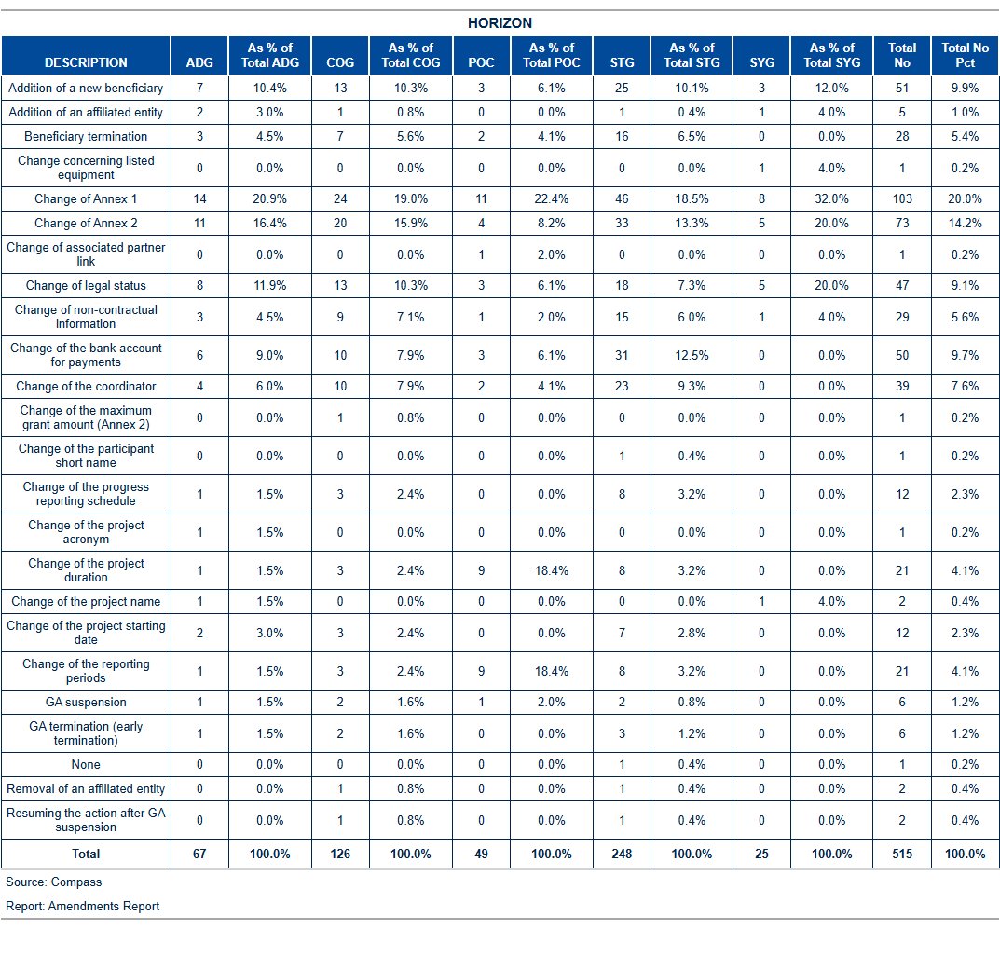 HORIZON
DESCRIPTION ADG As % of Total ADG COG As % of Total COG POC As % of Total POC STG As % of Total STG SYG As % of Total SYG Total No Total No Pct
Addition of a new beneficiary 7 10.4% 13 10.3% 3 6.1% 25 10.1% 3 12.0% 51 9.9%
Addition of an affiliated entity 2 3.0% 1 0.8% 0 0.0% 1 0.4% 1 4.0% 5 1.0%
Beneficiary termination 3 4.5% 7 5.6% 2 4.1% 16 6.5% 0 0.0% 28 5.4%
Change concerning listed equipment 0 0.0% 0 0.0% 0 0.0% 0 0.0% 1 4.0% 1 0.2%
Change of Annex 1 14 20.9% 24 19.0% 11 22.4% 46 18.5% 8 32.0% 103 20.0%
Change of Annex 2 11 16.4% 20 15.9% 4 8.2% 33 13.3% 5 20.0% 73 14.2%
Change of associated partner link 0 0.0% 0 0.0% 1 2.0% 0 0.0% 0 0.0% 1 0.2%
Change of legal status 8 11.9% 13 10.3% 3 6.1% 18 7.3% 5 20.0% 47 9.1%
Change of non-contractual information 3 4.5% 9 7.1% 1 2.0% 15 6.0% 1 4.0% 29 5.6%
Change of the bank account for payments 6 9.0% 10 7.9% 3 6.1% 31 12.5% 0 0.0% 50 9.7%
Change of the coordinator 4 6.0% 10 7.9% 2 4.1% 23 9.3% 0 0.0% 39 7.6%
Change of the maximum grant amount (Annex 2) 0 0.0% 1 0.8% 0 0.0% 0 0.0% 0 0.0% 1 0.2%
Change of the participant short name 0 0.0% 0 0.0% 0 0.0% 1 0.4% 0 0.0% 1 0.2%
Change of the progress reporting schedule 1 1.5% 3 2.4% 0 0.0% 8 3.2% 0 0.0% 12 2.3%
Change of the project acronym 1 1.5% 0 0.0% 0 0.0% 0 0.0% 0 0.0% 1 0.2%
Change of the project duration 1 1.5% 3 2.4% 9 18.4% 8 3.2% 0 0.0% 21 4.1%
Change of the project name 1 1.5% 0 0.0% 0 0.0% 0 0.0% 1 4.0% 2 0.4%
Change of the project starting date 2 3.0% 3 2.4% 0 0.0% 7 2.8% 0 0.0% 12 2.3%
Change of the reporting periods 1 1.5% 3 2.4% 9 18.4% 8 3.2% 0 0.0% 21 4.1%
GA suspension 1 1.5% 2 1.6% 1 2.0% 2 0.8% 0 0.0% 6 1.2%
GA termination (early termination) 1 1.5% 2 1.6% 0 0.0% 3 1.2% 0 0.0% 6 1.2%
None 0 0.0% 0 0.0% 0 0.0% 1 0.4% 0 0.0% 1 0.2%
Removal of an affiliated entity 0 0.0% 1 0.8% 0 0.0% 1 0.4% 0 0.0% 2 0.4%
Resuming the action after GA suspension 0 0.0% 1 0.8% 0 0.0% 1 0.4% 0 0.0% 2 0.4%
Total 67 100.0% 126 100.0% 49 100.0% 248 100.0% 25 100.0% 515 100.0%
Source: Compass
Report: Amendments Report